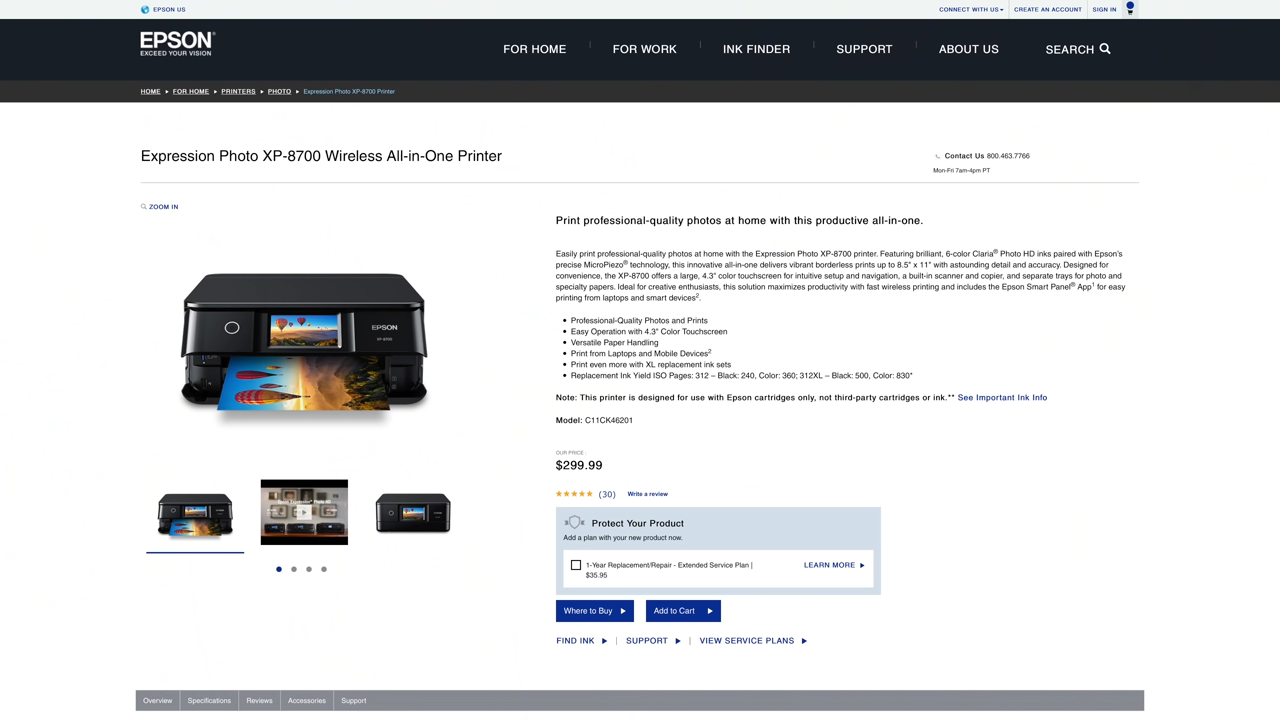 EPSON US
CONNECT WITH US
CREATE AN ACCOUNT
SIGN IN
EPSON®
EXCEED YOUR VISION
FOR HOME
FOR WORK
INK FINDER
SUPPORT
ABOUT US
SEARCH
HOME
FOR HOME
PRINTERS
PHOTO
Expression Photo XP-8700 Printer
Expression Photo XP-8700 Wireless All-in-One Printer
Contact Us 800.463.7766
Mon-Fri 7am-4pm PT
ZOOM IN
Print professional-quality photos at home with this productive all-in-one.
Easily print professional-quality photos at home with the Expression Photo XP-8700 printer. Featuring brilliant, 6-color Claria® Photo HD inks paired with Epson's
precise MicroPiezo® technology, this innovative all-in-one delivers vibrant borderless prints up to 8.5" x 11" with astounding detail and accuracy. Designed for
convenience, the XP-8700 offers a large, 4.3" color touchscreen for intuitive setup and navigation, a built-in scanner and copier, and separate trays for photo and
specialty papers. Ideal for creative enthusiasts, this solution maximizes productivity with fast wireless printing and includes the Epson Smart Panel® App1 for easy
printing from laptops and smart devices2.
EPSON
Professional-Quality Photos and Prints
Easy Operation with 4.3" Color Touchscreen
Versatile Paper Handling
Print from Laptops and Mobile Devices2
Print even more with XL replacement ink sets
Replacement Ink Yield ISO Pages: 312 – Black: 240, Color: 360; 312XL – Black: 500, Color: 830*
Note: This printer is designed for use with Epson cartridges only, not third-party cartridges or ink.** See Important Ink Info
Model: C11CK46201
OUR PRICE
$299.99
(30)
Write a review
Protect Your Product
Add a plan with your new product now.
1-Year Replacement/Repair - Extended Service Plan |
$35.95
LEARN MORE
Where to Buy
Add to Cart
FIND INK
SUPPORT
VIEW SERVICE PLANS
Overview
Specifications
Reviews
Accessories
Support